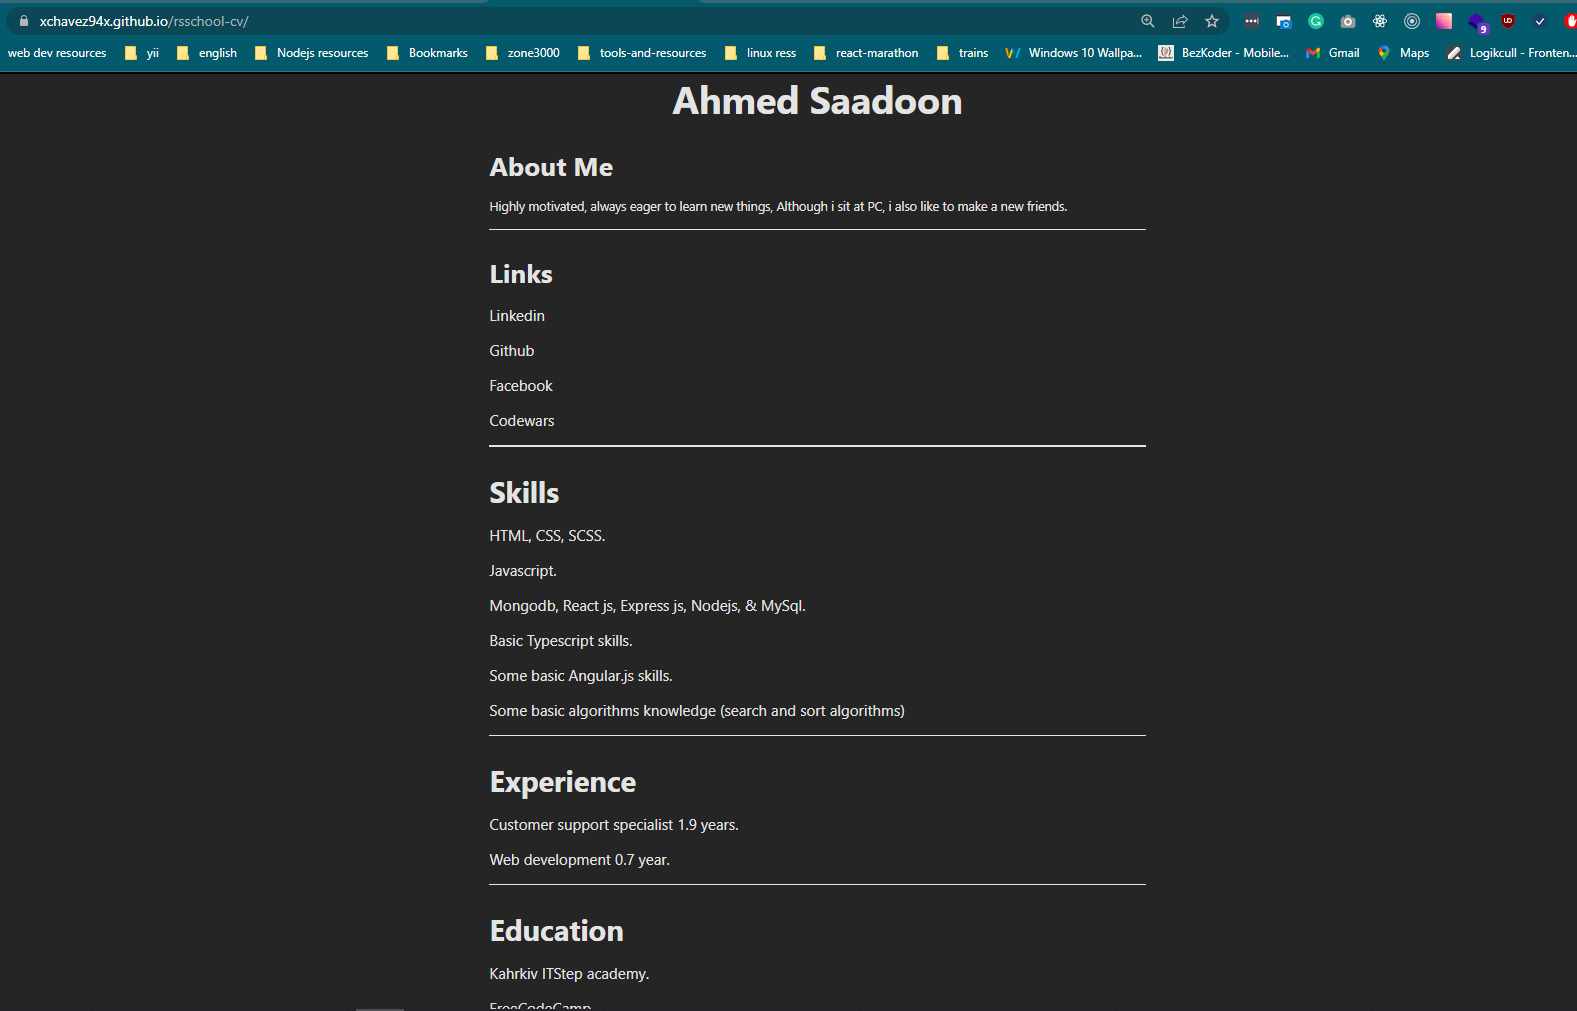 xchavez94x.github.io/rsschool-cv/
9
web dev resources yii english Nodejs resources Bookmarks zone3000 tools-and-resources linux ress react-marathon trains Windows 10 Wallpa... BezKoder - Mobile... Gmail Maps Logikcull - Fronten...
Ahmed Saadoon
About Me
Highly motivated, always eager to learn new things, Although i sit at PC, i also like to make a new friends.
Links
Linkedin
Github
Facebook
Codewars
Skills
HTML, CSS, SCSS.
Javascript.
Mongodb, React js, Express js, Nodejs, & MySql.
Basic Typescript skills.
Some basic Angular.js skills.
Some basic algorithms knowledge (search and sort algorithms)
Experience
Customer support specialist 1.9 years.
Web development 0.7 year.
Education
Kahrkiv ITStep academy.
FreeCodeCamp